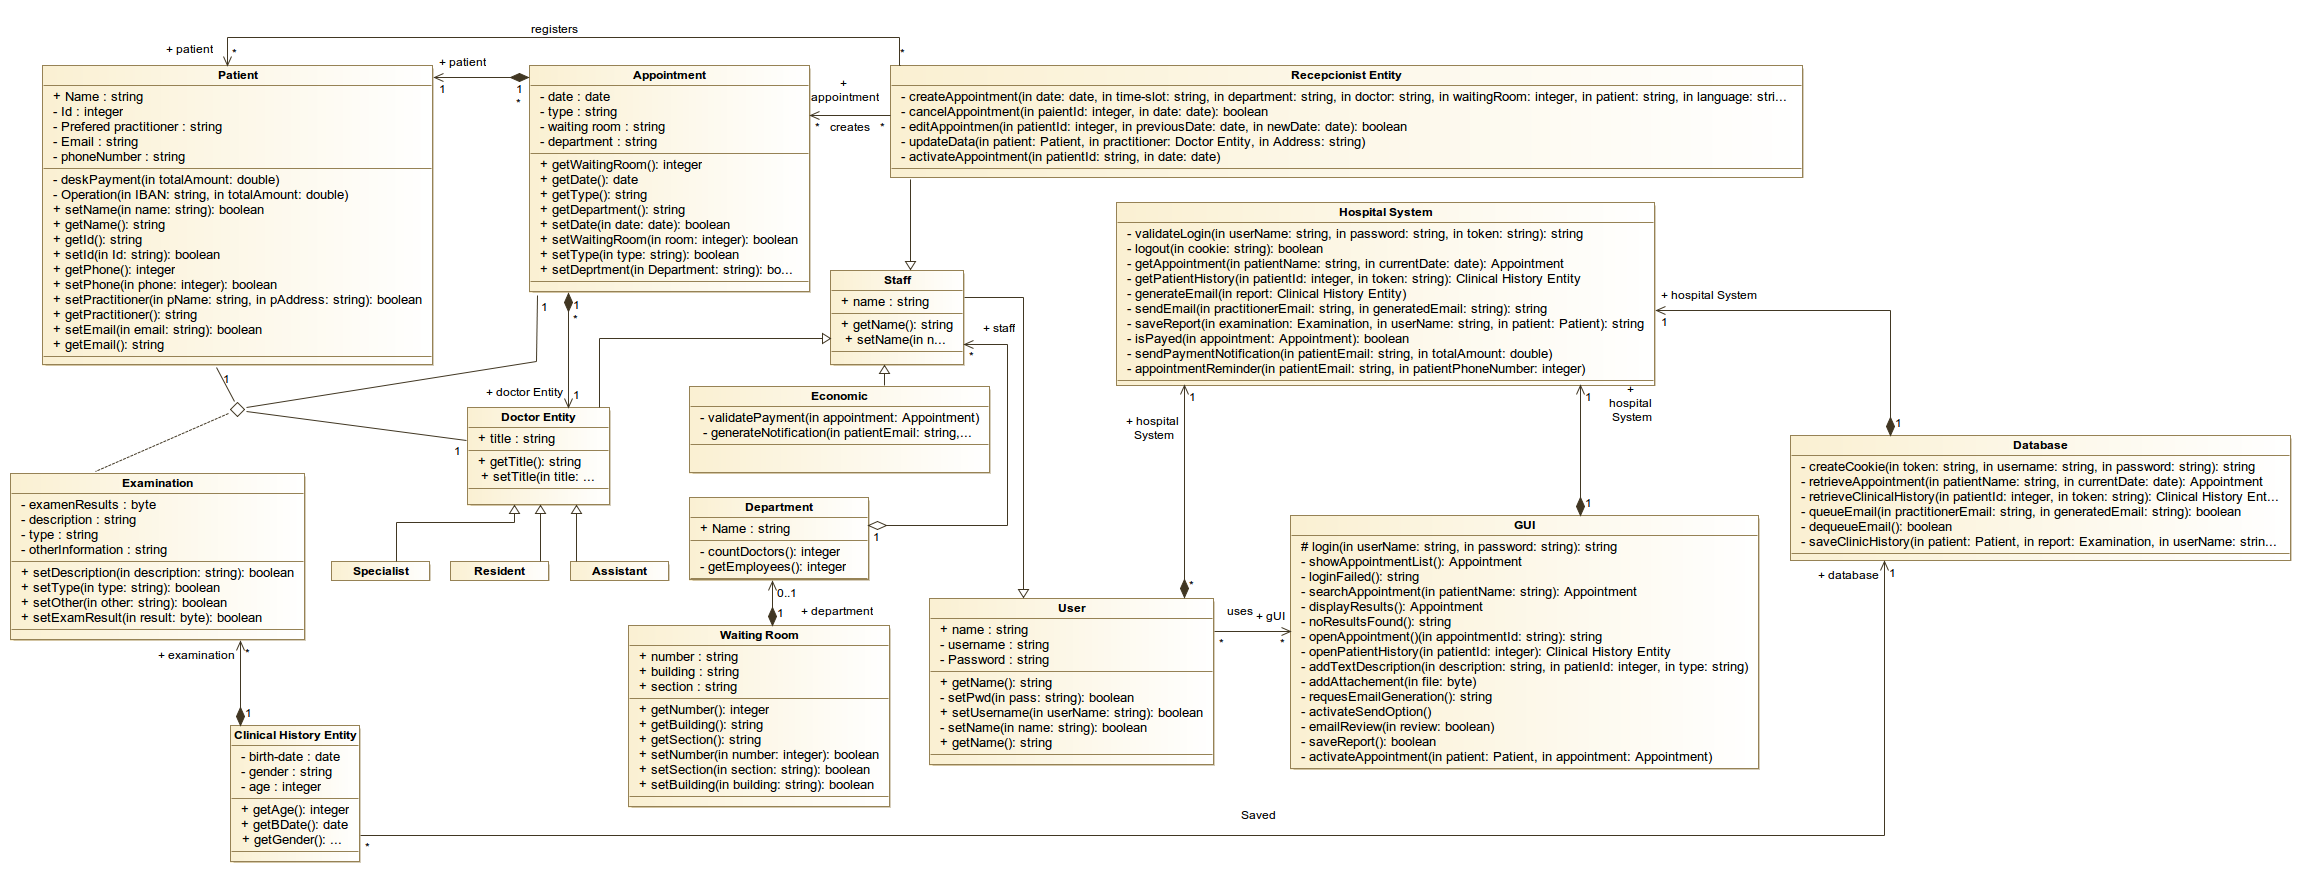 registers
+ patient
*
*
Patient
+ Name : string
- Id : integer
- Prefered practitioner : string
- Email : string
- phoneNumber : string
- deskPayment(in totalAmount: double)
- Operation(in IBAN: string, in totalAmount: double)
+ setName(in name: string): boolean
+ getName(): string
+ getId(): string
+ setId(in Id: string): boolean
+ getPhone(): integer
+ setPhone(in phone: integer): boolean
+ setPractitioner(in pName: string, in pAddress: string): boolean
+ getPractitioner(): string
+ setEmail(in email: string): boolean
+ getEmail(): string
+ patient
1
1
*
Appointment
- date : date
- type : string
- waiting room : string
- department : string
+ getWaitingRoom(): integer
+ getDate(): date
+ getType(): string
+ getDepartment(): string
+ setDate(in date: date): boolean
+ setWaitingRoom(in room: integer): boolean
+ setType(in type: string): boolean
+ setDeprtment(in Department: string): bo...
+
appointment
*
creates
*
Recepcionist Entity
- createAppointment(in date: date, in time-slot: string, in department: string, in doctor: string, in waitingRoom: integer, in patient: string, in language: stri...
- cancelAppointment(in paientId: integer, in date: date): boolean
- editAppointmen(in patientId: integer, in previousDate: date, in newDate: date): boolean
- updateData(in patient: Patient, in practitioner: Doctor Entity, in Address: string)
- activateAppointment(in patientId: string, in date: date)
Hospital System
- validateLogin(in userName: string, in password: string, in token: string): string
- logout(in cookie: string): boolean
- getAppointment(in patientName: string, in currentDate: date): Appointment
- getPatientHistory(in patientId: integer, in token: string): Clinical History Entity
- generateEmail(in report: Clinical History Entity)
- sendEmail(in practitionerEmail: string, in generatedEmail: string): string
- saveReport(in examination: Examination, in userName: string, in patient: Patient): string
- isPayed(in appointment: Appointment): boolean
- sendPaymentNotification(in patientEmail: string, in totalAmount: double)
- appointmentReminder(in patientEmail: string, in patientPhoneNumber: integer)
+ hospital System
1
Staff
+ name : string
+ getName(): string
+ setName(in n...
+ staff
*
1
1
*
+ doctor Entity
1
1
1
Economic
- validatePayment(in appointment: Appointment)
- generateNotification(in patientEmail: string,...
Doctor Entity
+ title : string
+ getTitle(): string
+ setTitle(in title: ...
+ hospital
System
1
1
+
hospital
System
1
Database
- createCookie(in token: string, in username: string, in password: string): string
- retrieveAppointment(in patientName: string, in currentDate: date): Appointment
- retrieveClinicalHistory(in patientId: integer, in token: string): Clinical History Ent...
- queueEmail(in practitionerEmail: string, in generatedEmail: string): boolean
- dequeueEmail(): boolean
- saveClinicHistory(in patient: Patient, in report: Examination, in userName: strin...
+ database
1
Examination
- examenResults : byte
- description : string
- type : string
- otherInformation : string
+ setDescription(in description: string): boolean
+ setType(in type: string): boolean
+ setOther(in other: string): boolean
+ setExamResult(in result: byte): boolean
Specialist
Resident
Assistant
Department
+ Name : string
- countDoctors(): integer
- getEmployees(): integer
1
0..1
1
+ department
1
GUI
# login(in userName: string, in password: string): string
- showAppointmentList(): Appointment
- loginFailed(): string
- searchAppointment(in patientName: string): Appointment
- displayResults(): Appointment
- noResultsFound(): string
- openAppointment()(in appointmentId: string): string
- openPatientHistory(in patientId: integer): Clinical History Entity
- addTextDescription(in description: string, in patienId: integer, in type: string)
- addAttachement(in file: byte)
- requesEmailGeneration(): string
- activateSendOption()
- emailReview(in review: boolean)
- saveReport(): boolean
- activateAppointment(in patient: Patient, in appointment: Appointment)
*
User
+ name : string
- username : string
- Password : string
+ getName(): string
- setPwd(in pass: string): boolean
+ setUsername(in userName: string): boolean
- setName(in name: string): boolean
+ getName(): string
uses
+ gUI
*
*
Waiting Room
+ number : string
+ building : string
+ section : string
+ getNumber(): integer
+ getBuilding(): string
+ getSection(): string
+ setNumber(in number: integer): boolean
+ setSection(in section: string): boolean
+ setBuilding(in building: string): boolean
+ examination
*
1
Clinical History Entity
- birth-date : date
- gender : string
- age : integer
+ getAge(): integer
+ getBDate(): date
+ getGender(): ...
*
Saved